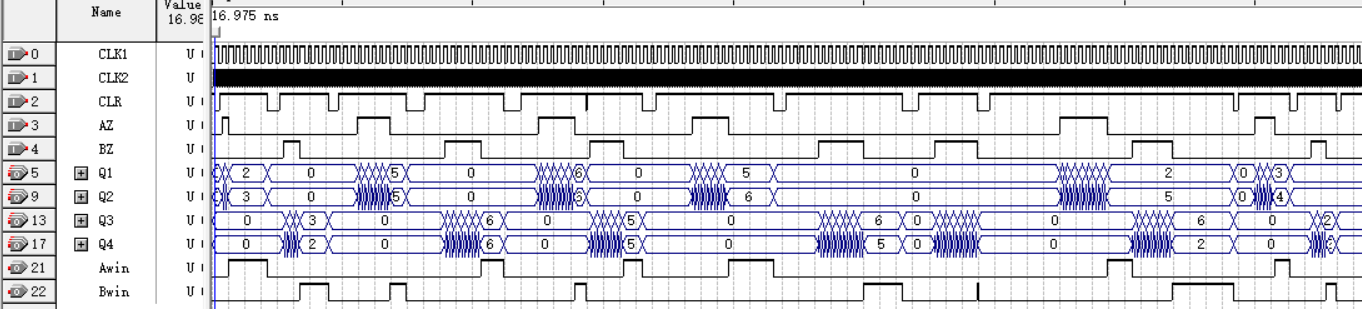 Name Value 16.98 16.975 ns
0 CLK1 U
1 CLK2 U
2 CLR U
3 AZ U
4 BZ U
5 + Q1 U 2 0 5 0 6 0 5 0 2 0 3
9 + Q2 U 3 0 5 0 6 0 6 0 5 0 4
13 + Q3 U 0 3 0 6 0 5 0 6 0 0 6 0 2
17 + Q4 U 0 2 0 6 0 5 0 5 0 0 2 0
21 Awin U
22 Bwin U